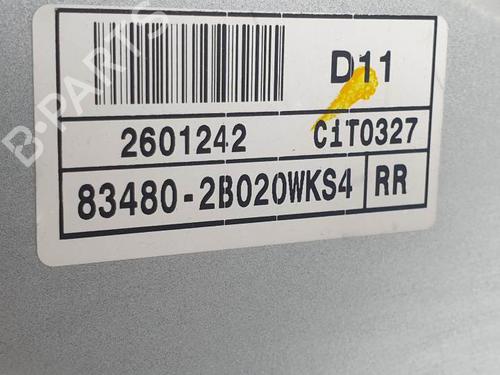 B-PARTS
D11
2601242 CiT0327
83480-2B020WKS4 RR